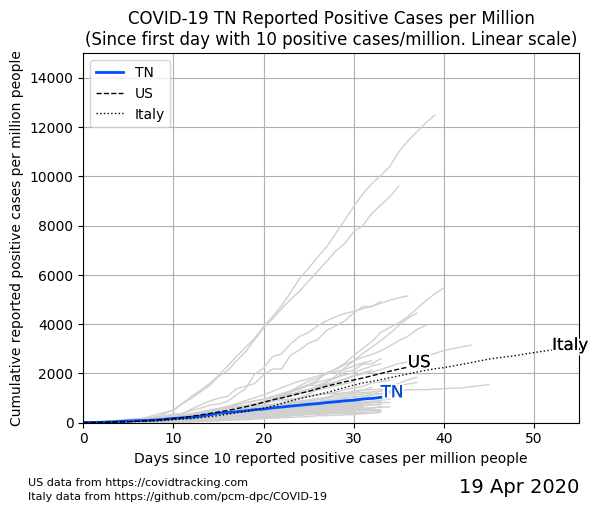 COVID-19 TN Reported Positive Cases per Million
(Since first day with 10 positive cases/million. Linear scale)
Cumulative reported positive cases per million people
14000
12000
10000
8000
6000
4000
2000
0
TN
US
Italy
Italy
US
TN
0
10
20
30
40
50
Days since 10 reported positive cases per million people
US data from https://covidtracking.com
Italy data from https://github.com/pcm-dpc/COVID-19
19 Apr 2020